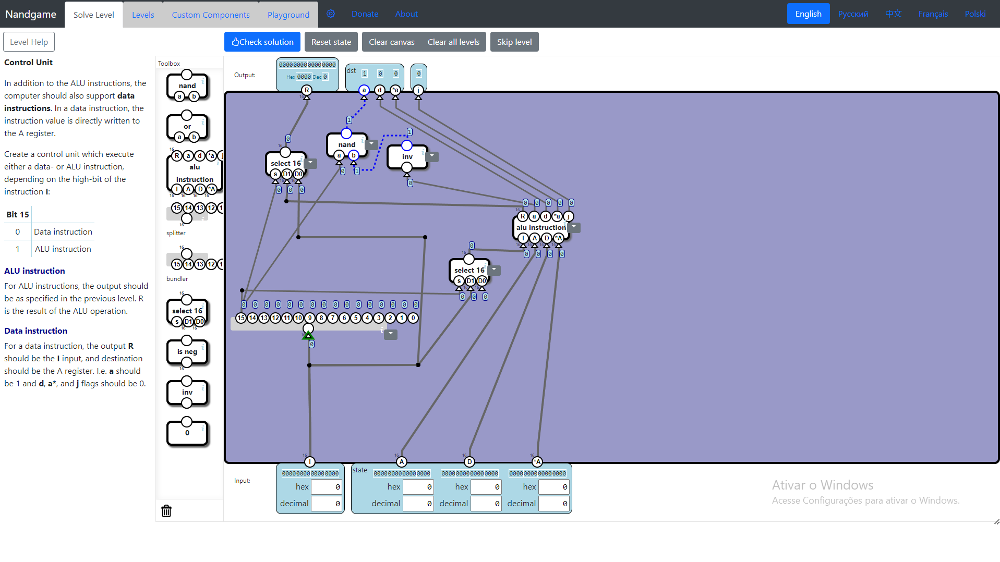 Nandgame
Solve Level
Levels
Custom Components
Playground
Donate
About
English
Русский
中文
Français
Polski
Level Help
Check solution
Reset state
Clear canvas
Clear all levels
Skip level
Control Unit
In addition to the ALU instructions, the
computer should also support data
instructions. In a data instruction, the
instruction value is directly written to
the A register.
Create a control unit which execute
either a data- or ALU instruction,
depending on the high-bit of the
instruction I:
Bit 15
0 Data instruction
1 ALU instruction
ALU instruction
For ALU instructions, the output should
be as specified in the previous level. R
is the result of the ALU operation.
Data instruction
For a data instruction, the output R
should be the I input, and destination
should be the A register. I.e. a should
be 1 and d, a*, and j flags should be 0.
Toolbox
nand
a b
or
a b
16
R a d *a j
alu
instruction
I A D *A
16 16 16 16
15 14 13 12 1
16
splitter
16
15 14 13 12 1
bundler
16
select 16
s D1 D0
16 16
is neg
16
inv
0
Output:
0000000000000000
Hex 0000 Dec 0
dst 1 0 0
0
R a d *a j
16
1
0
16
nand
a b
0 1
1
inv
0
select 16
s D1 D0
16 16
0 0 0
0 0 0 0 0
16
R a d *a j
alu instruction
I A D *A
16 16 16 16
0 0 0 0
0
16
select 16
s D1 D0
16 16
0 0 0
0 0 0 0 0 0 0 0 0 0 0 0 0 0 0 0
15 14 13 12 11 10 9 8 7 6 5 4 3 2 1 0
16
0
16 I 16 A 16 D 16 *A
Input:
0000000000000000
hex 0
decimal 0
state
0000000000000000
hex 0
decimal 0
0000000000000000
hex 0
decimal 0
0000000000000000
hex 0
decimal 0
Ativar o Windows
Acesse Configurações para ativar o Windows.